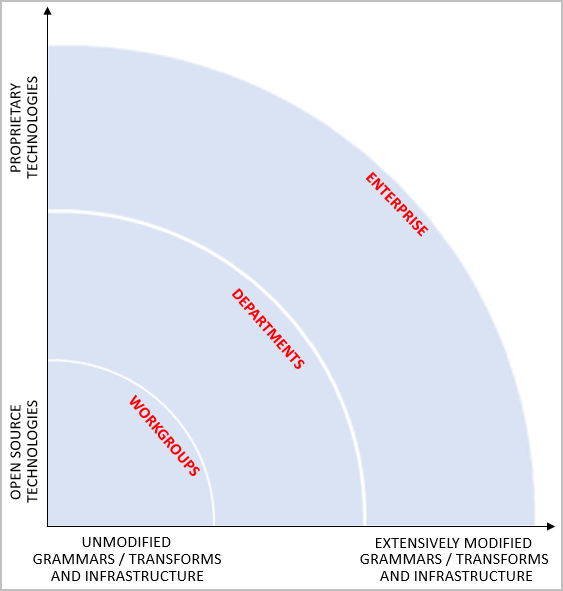 PROPRIETARY
TECHNOLOGIES
ENTERPRISE
DEPARTMENTS
WORKGROUPS
OPEN SOURCE
TECHNOLOGIES
UNMODIFIED
GRAMMARS / TRANSFORMS
AND INFRASTRUCTURE
EXTENSIVELY MODIFIED
GRAMMARS / TRANSFORMS
AND INFRASTRUCTURE